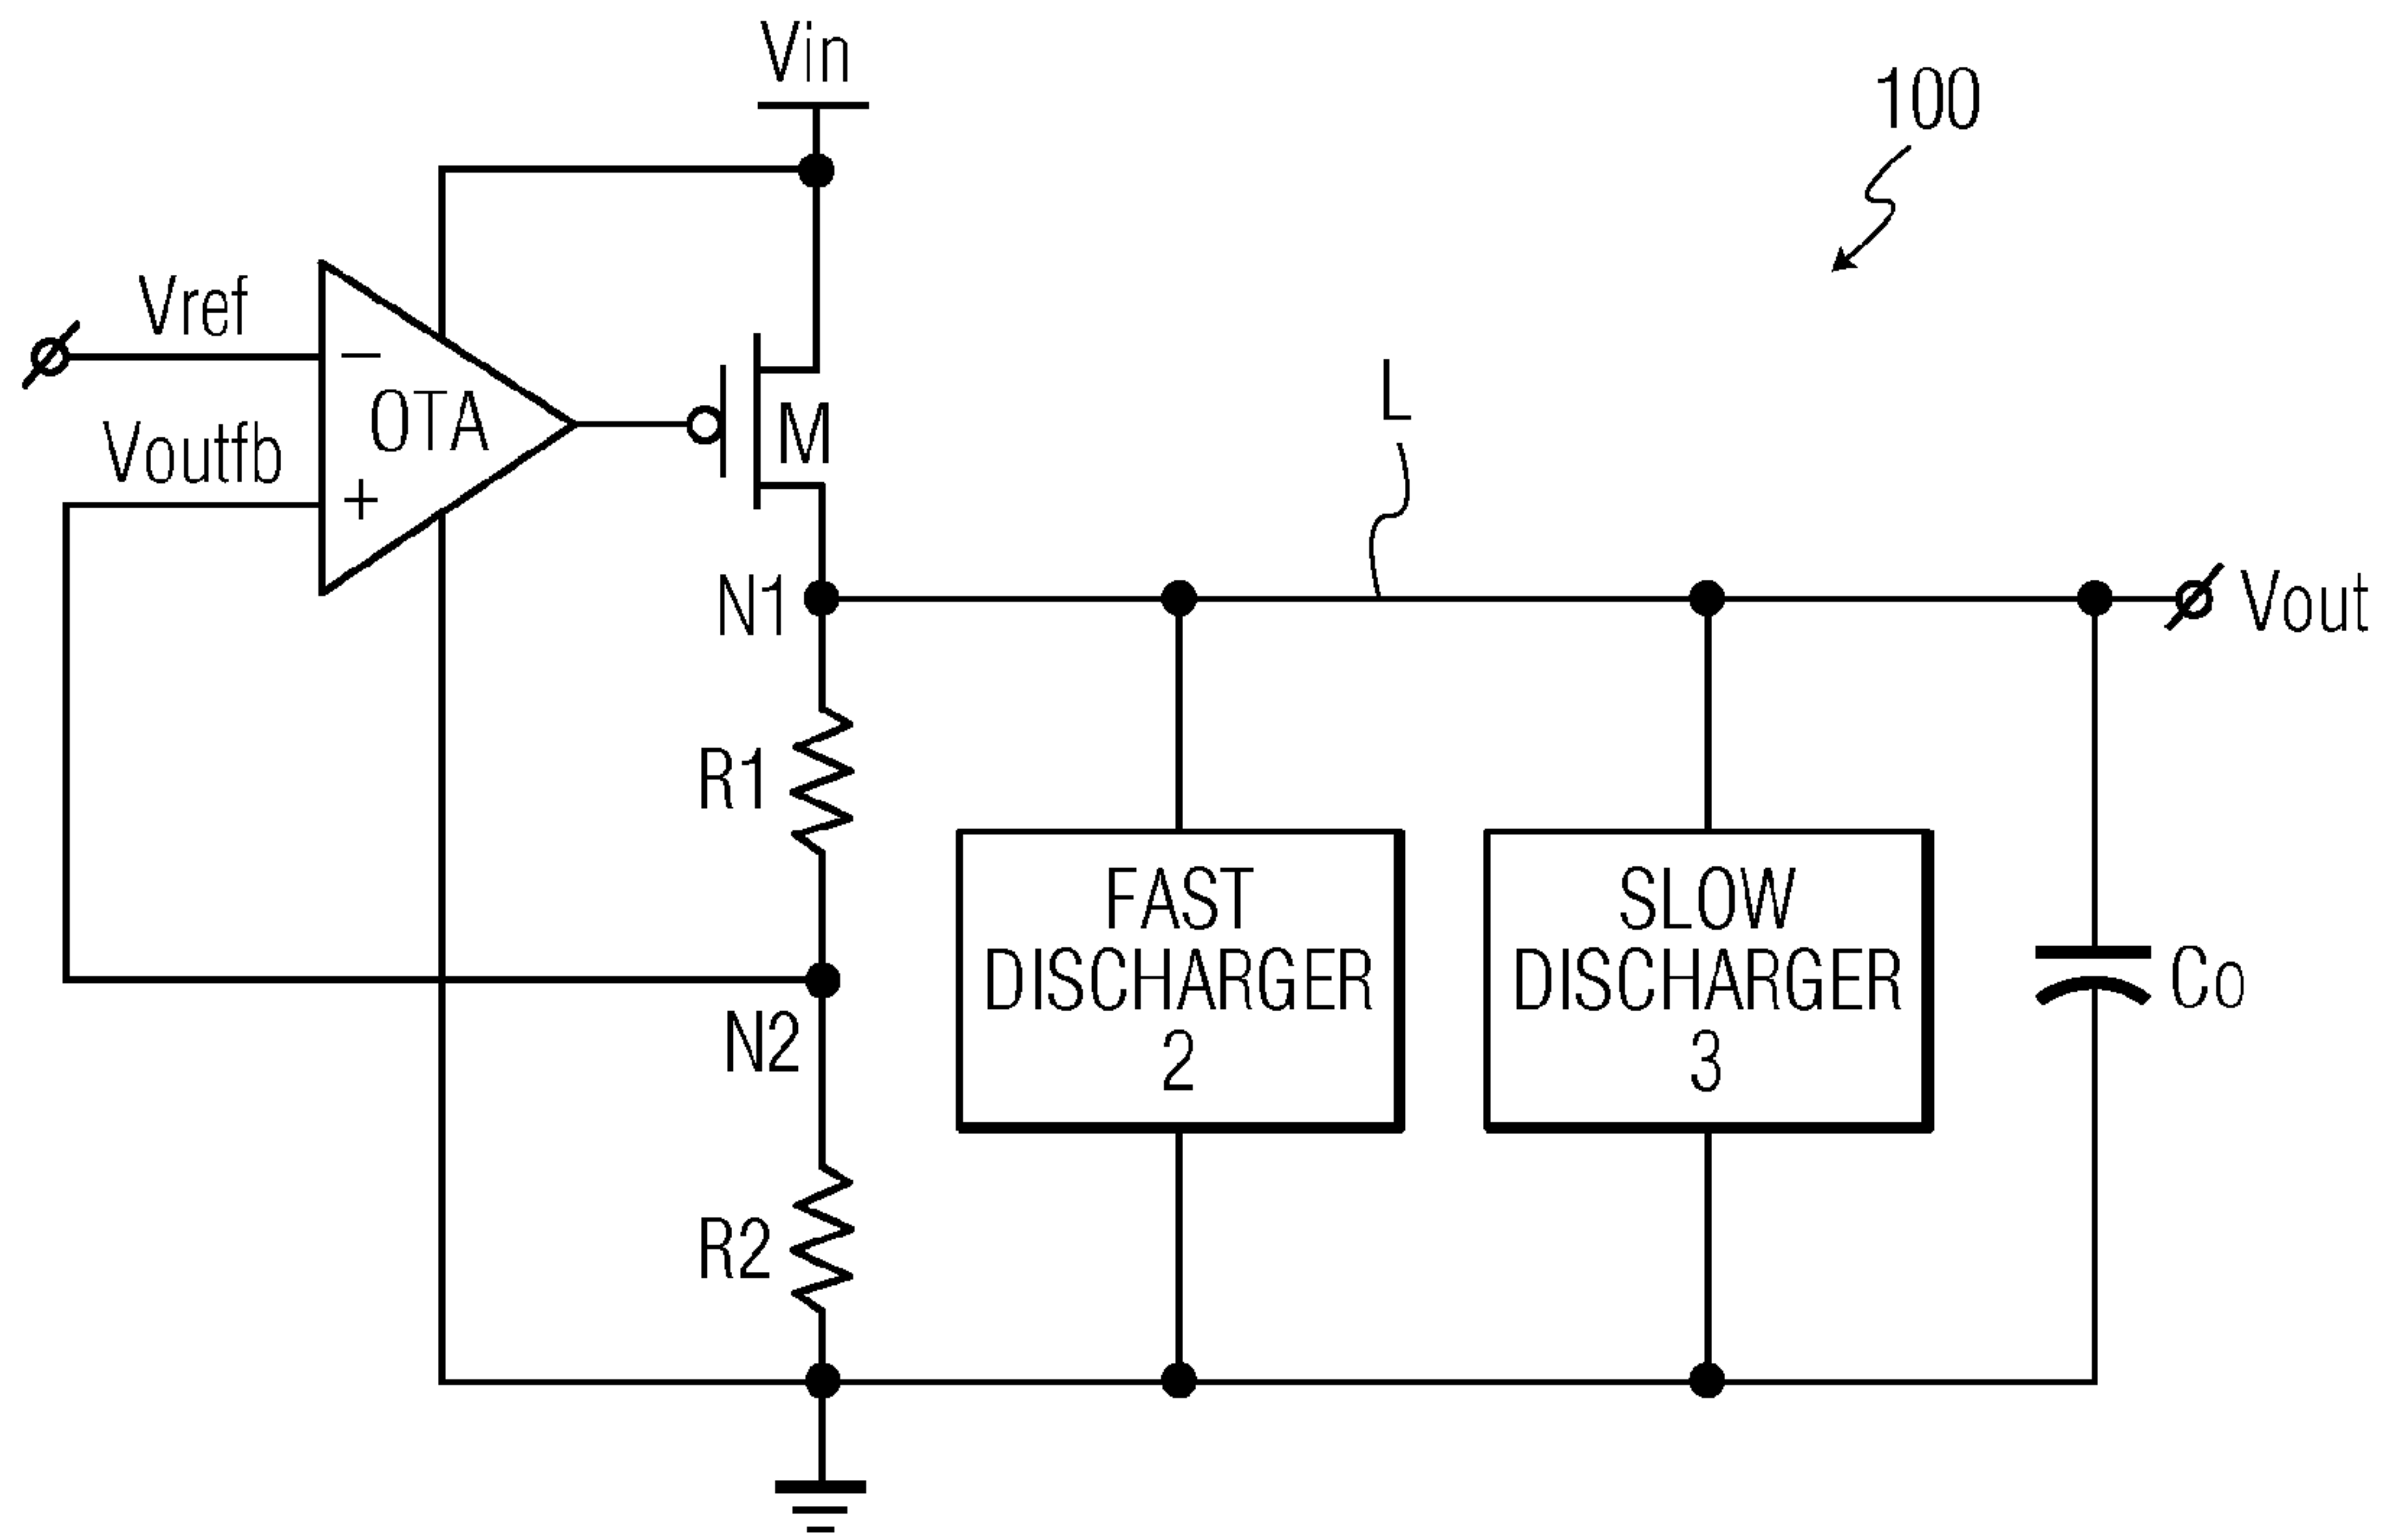 Vin
100
Vref
−
OTA
Voutfb
+
M
L
N1
Vout
R1
FAST
DISCHARGER
2
SLOW
DISCHARGER
3
Co
N2
R2